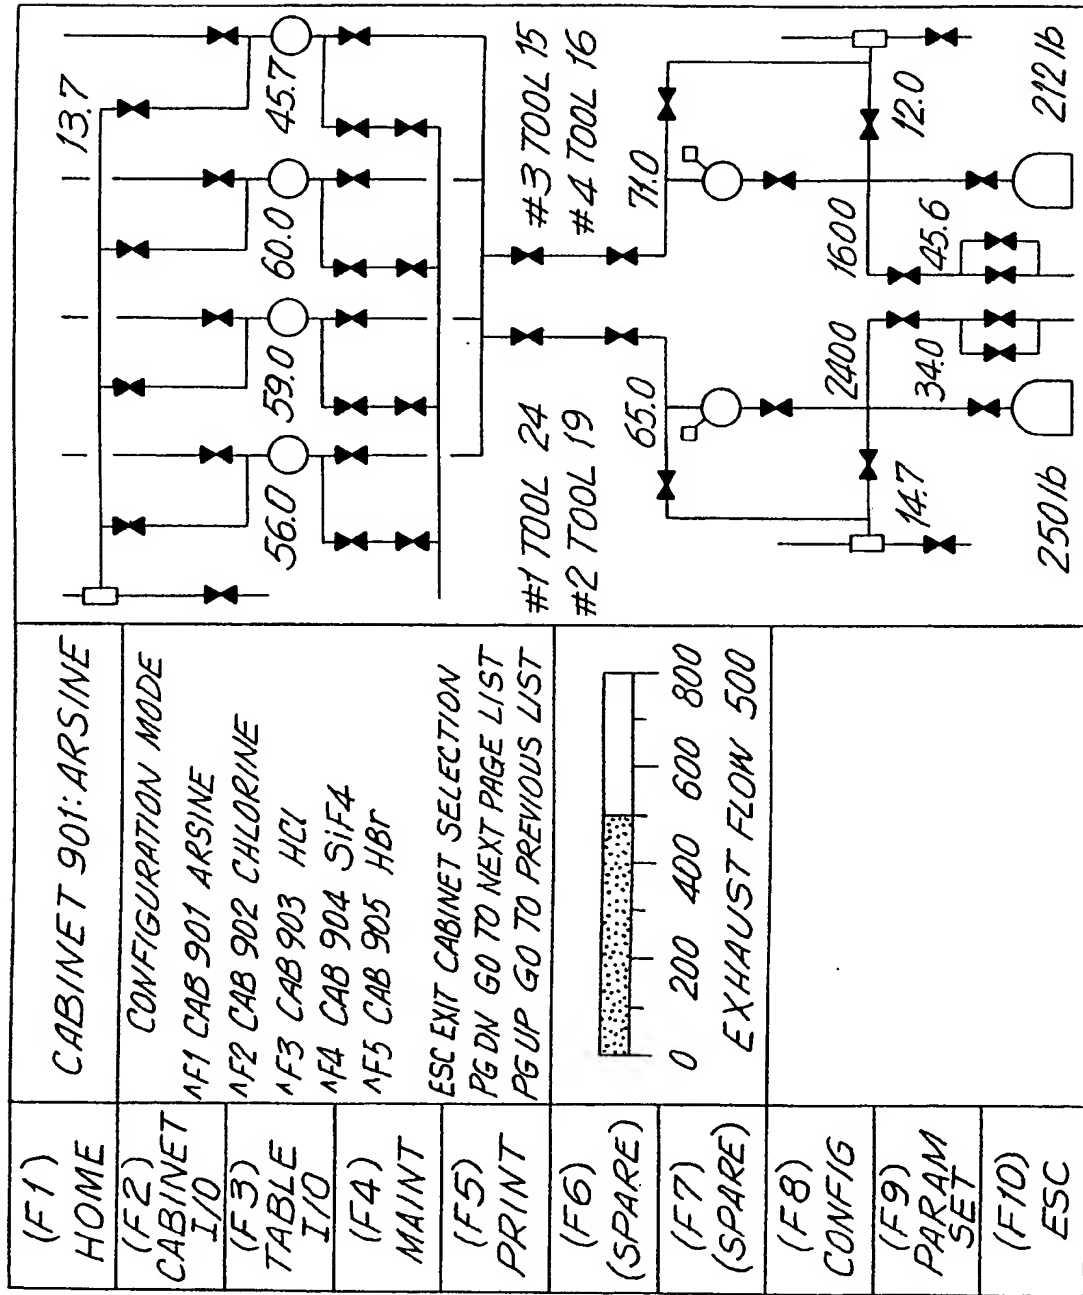 (F1)
HOME
(F2)
CABINET
I/O
(F3)
TABLE
I/O
(F4)
MAINT
(F5)
PRINT
(F6)
(SPARE)
(F7)
(SPARE)
(F8)
CONFIG
(F9)
PARAM
SET
(F10)
ESC
CABINET 901: ARSINE
CONFIGURATION MODE
^F1 CAB 901 ARSINE
^F2 CAB 902 CHLORINE
^F3 CAB 903 HCl
^F4 CAB 904 SiF4
^F5 CAB 905 HBr
ESC EXIT CABINET SELECTION
PG DN GO TO NEXT PAGE LIST
PG UP GO TO PREVIOUS LIST
0 200 400 600 800
EXHAUST FLOW 500
13.7
56.0 59.0 60.0 45.7
#1 TOOL 24 #3 TOOL 15
#2 TOOL 19 #4 TOOL 16
65.0 71.0
2400 1600
14.7 34.0 45.6 12.0
250 lb 212 lb